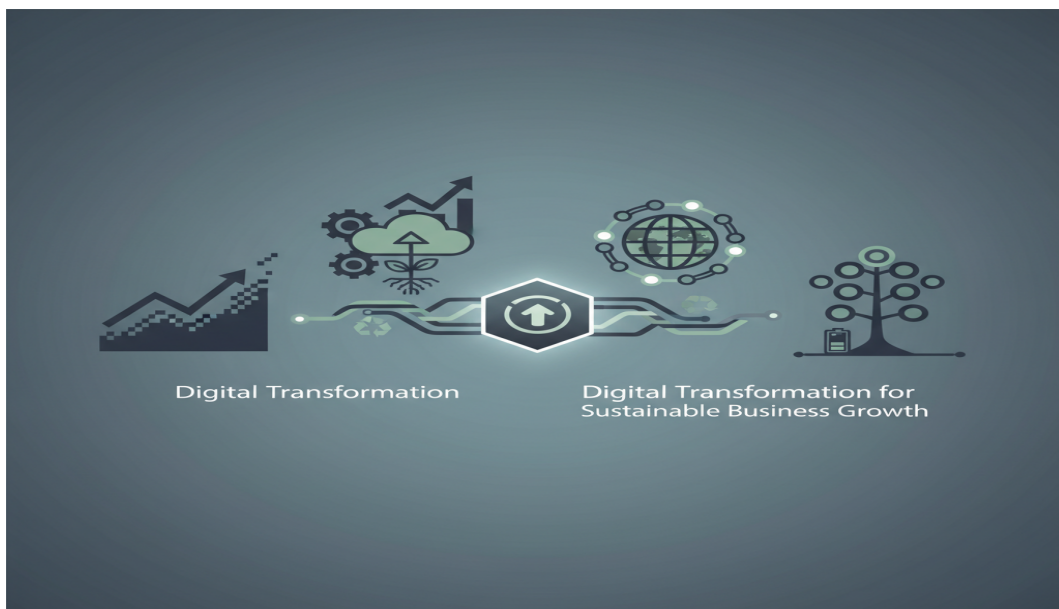 Digital Transformation
Digital Transformation for
Sustainable Business Growth